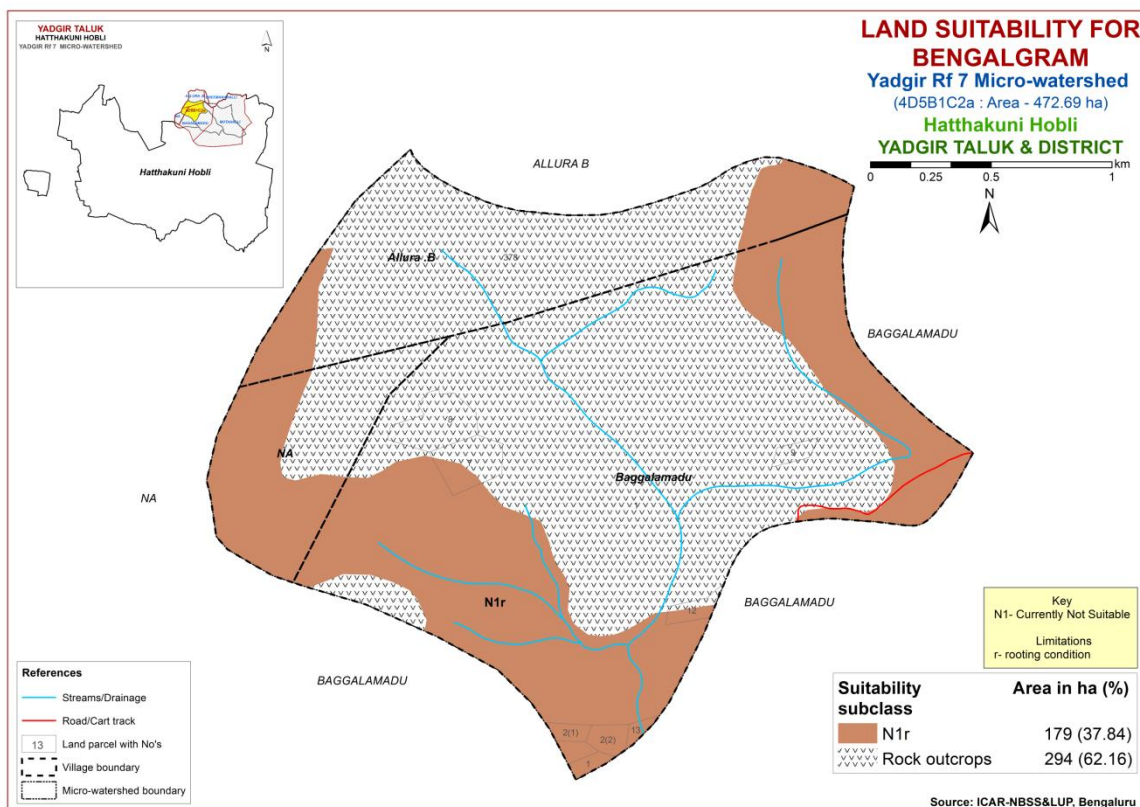 YADGIR TALUK
HATTHAKUNI HOBLI
YADGIR Rf 7 MICRO-WATERSHED
N
ALLURA B
Hatthakuni Hobli
LAND SUITABILITY FOR
BENGALGRAM
Yadgir Rf 7 Micro-watershed
(4D5B1C2a : Area - 472.69 ha)
Hatthakuni Hobli
YADGIR TALUK & DISTRICT
km
0 0.25 0.5 1
N
ALLURA B
Allura .B
378
BAGGALAMADU
8
NA
7
9
Baggalamadu
1
NA
N1r
12
BAGGALAMADU
BAGGALAMADU
2(1)
2(2)
13
1
Key
N1- Currently Not Suitable
Limitations
r- rooting condition
References
Streams/Drainage
Road/Cart track
13 Land parcel with No's
Village boundary
Micro-watershed boundary
Suitability subclass Area in ha (%)
N1r 179 (37.84)
Rock outcrops 294 (62.16)
Source: ICAR-NBSS&LUP, Bengaluru